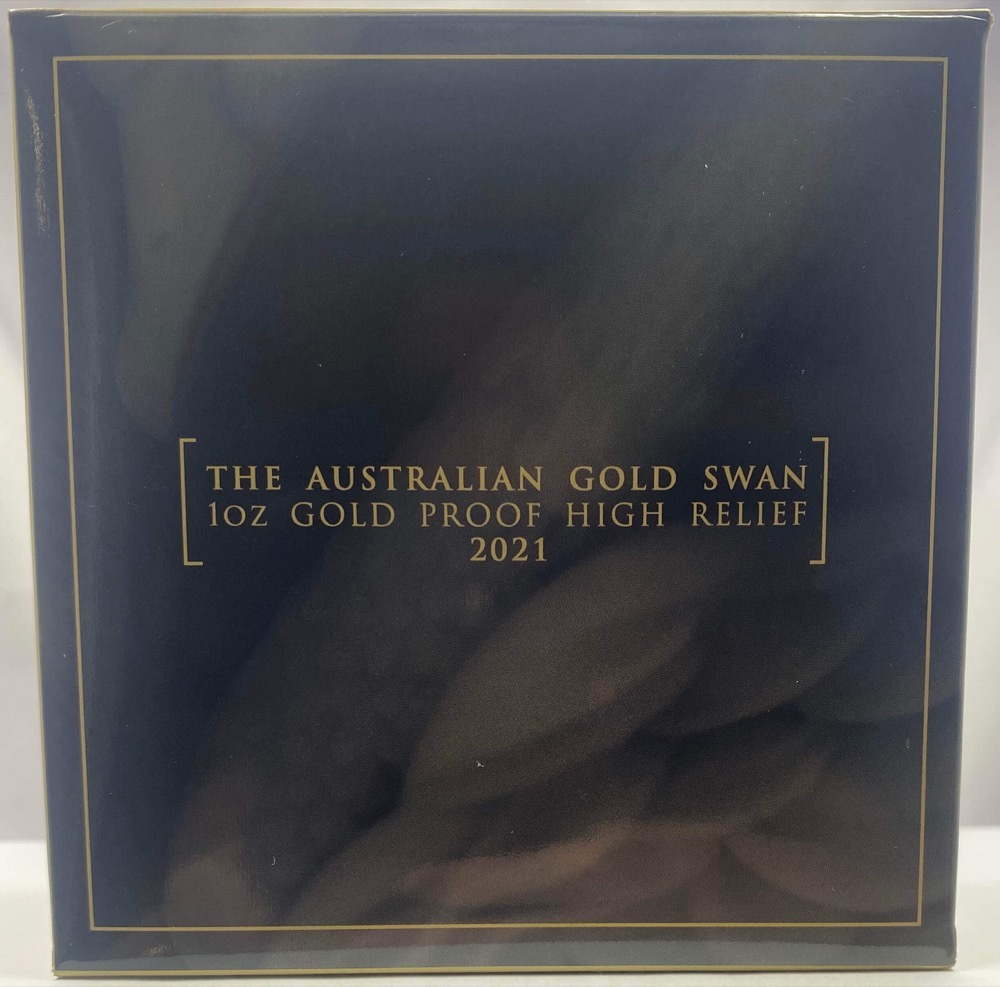 THE AUSTRALIAN GOLD SWAN
1OZ GOLD PROOF HIGH RELIEF
2021